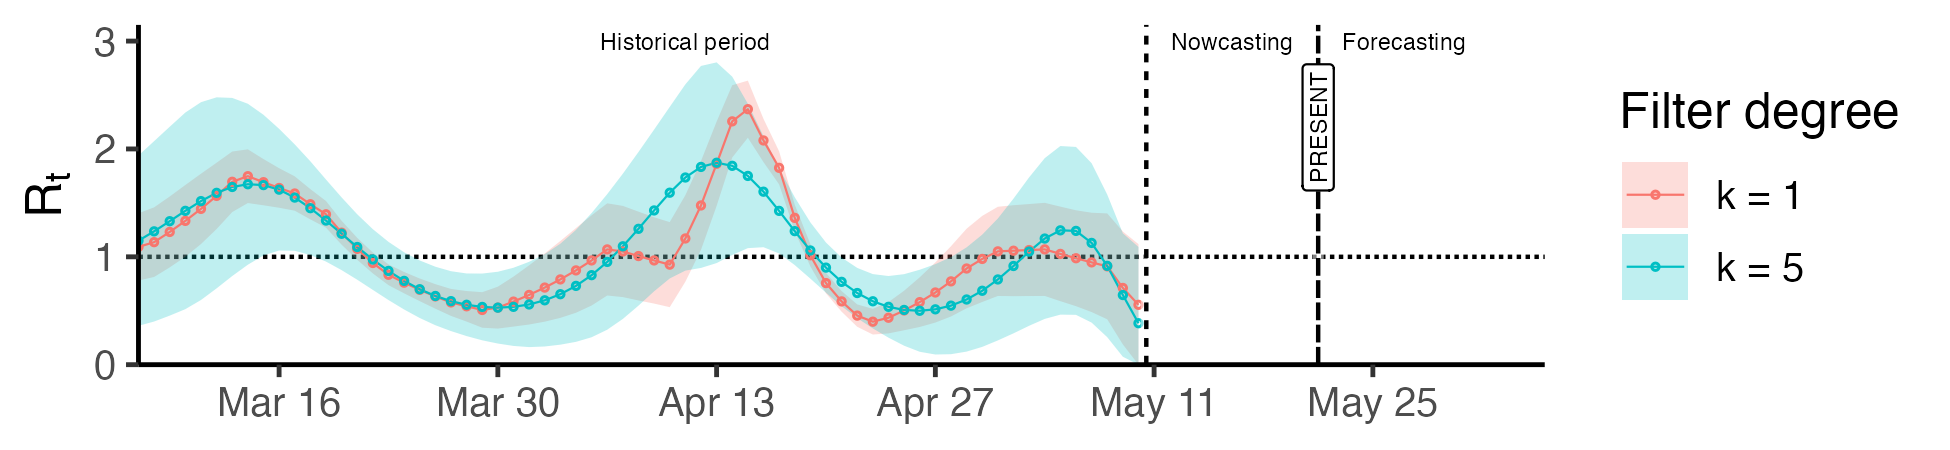 Historical period
Nowcasting
Forecasting
PRESENT
Rt
3
2
1
0
Mar 16
Mar 30
Apr 13
Apr 27
May 11
May 25
Filter degree
k = 1
k = 5